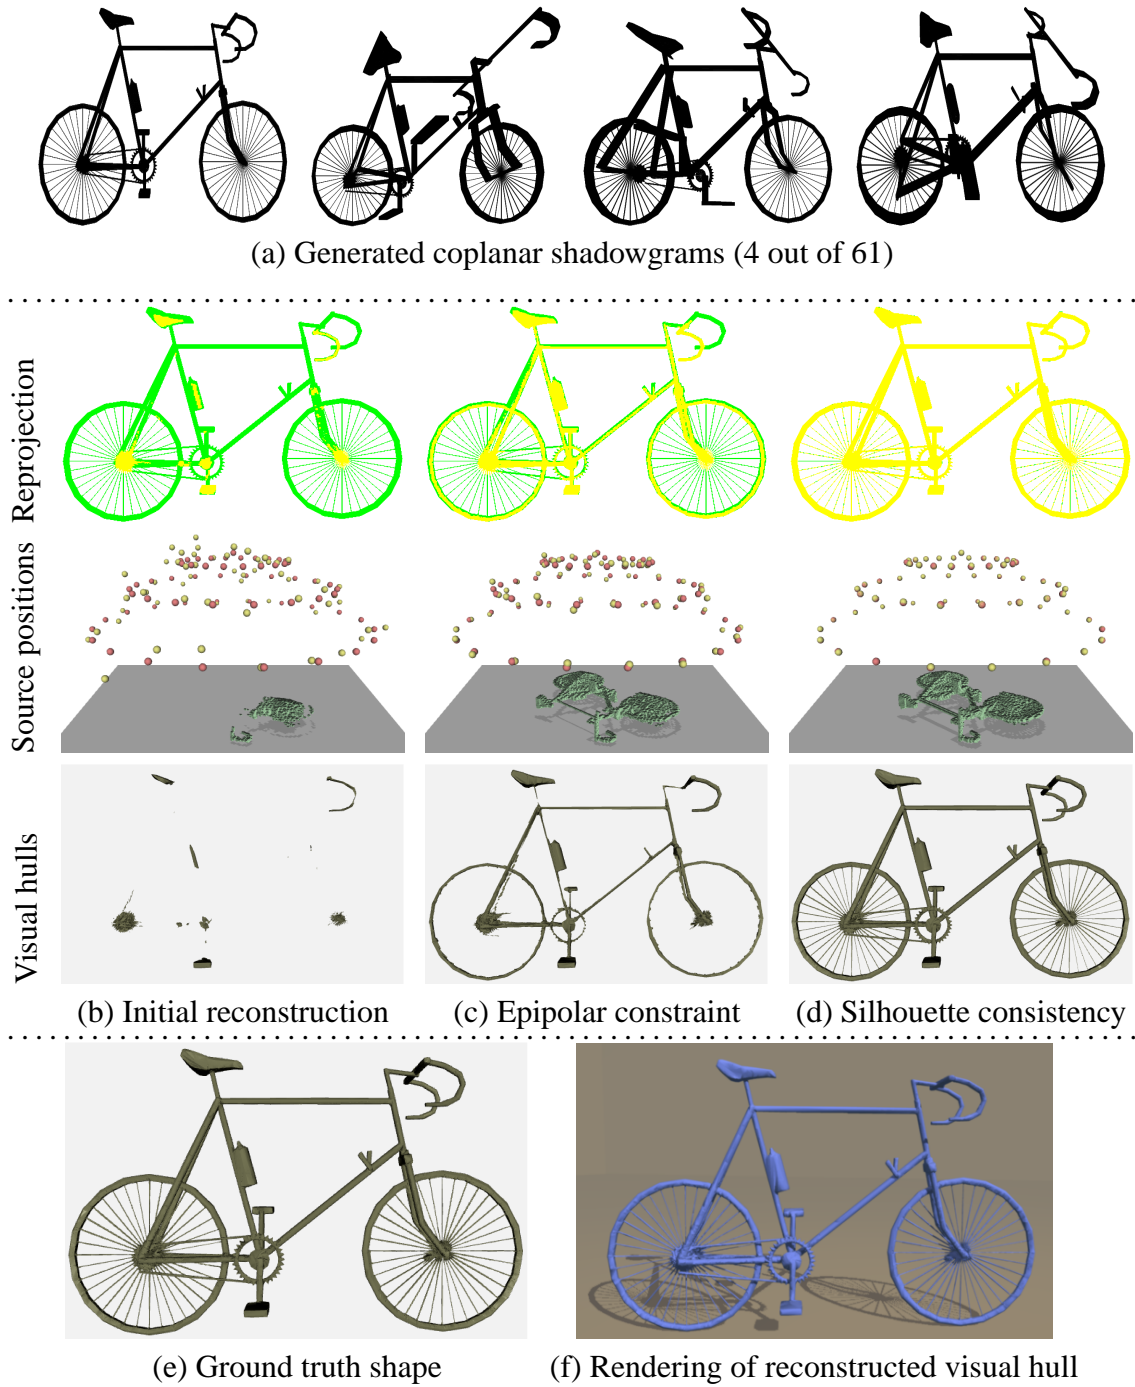 (a) Generated coplanar shadowgrams (4 out of 61)
Reprojection
Source positions
Visual hulls
(b) Initial reconstruction
(c) Epipolar constraint
(d) Silhouette consistency
(e) Ground truth shape
(f) Rendering of reconstructed visual hull